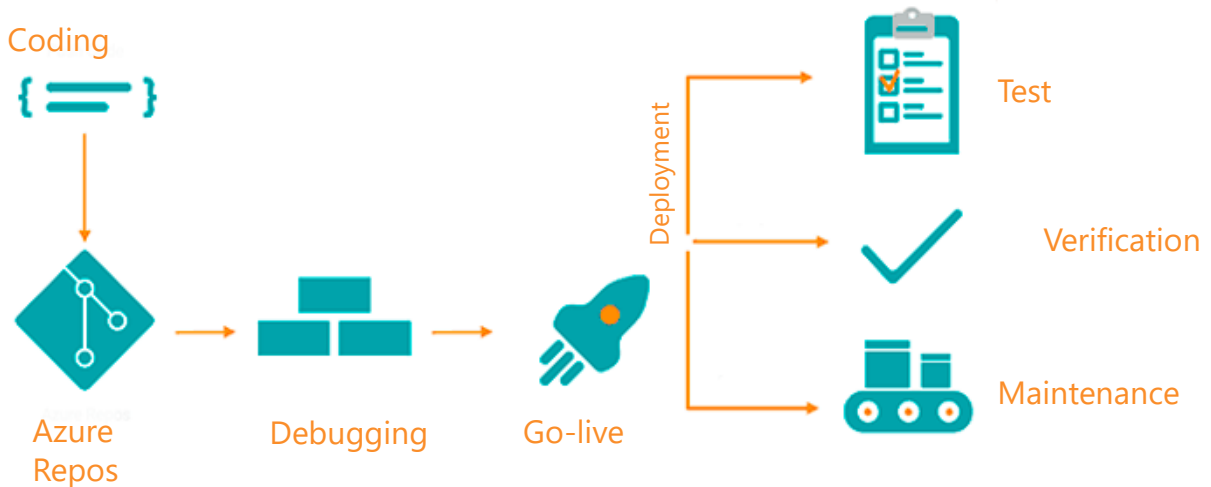 Coding
Deployment
Test
Verification
Maintenance
Azure
Repos
Debugging
Go-live